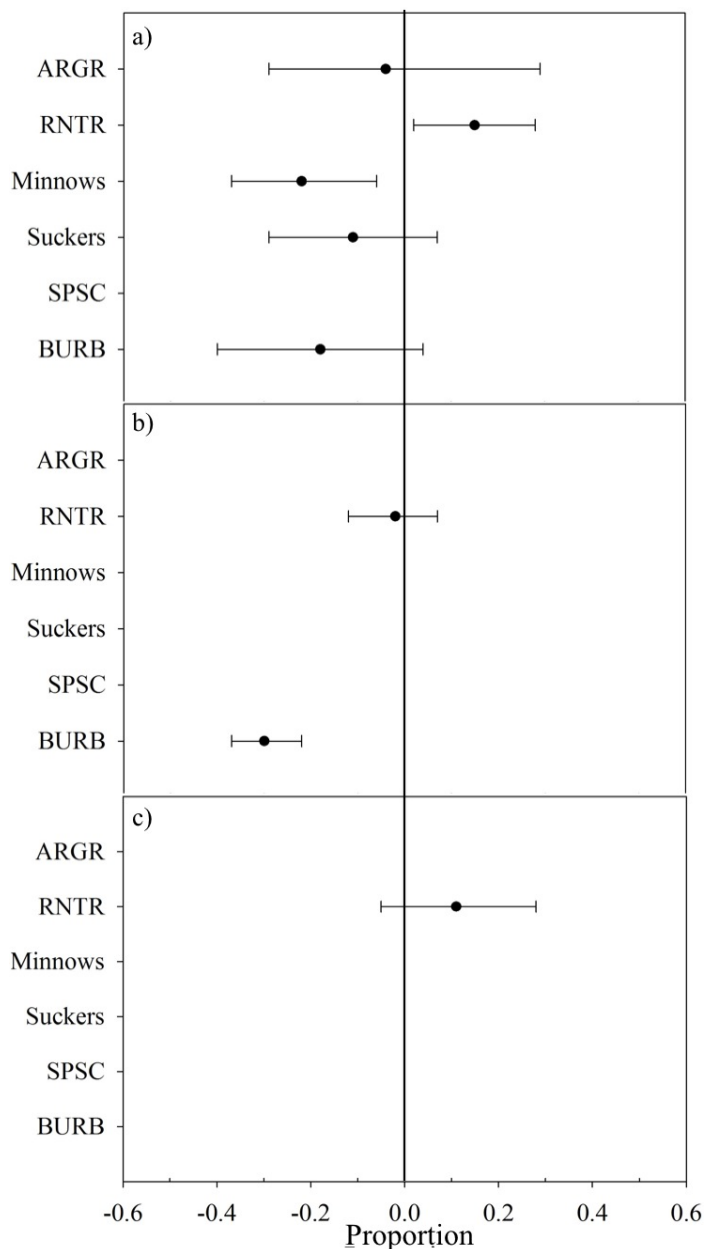 a)
ARGR
RNTR
Minnows
Suckers
SPSC
BURB
b)
ARGR
RNTR
Minnows
Suckers
SPSC
BURB
c)
ARGR
RNTR
Minnows
Suckers
SPSC
BURB
-0.6 -0.4 -0.2 0.0 0.2 0.4 0.6
Proportion